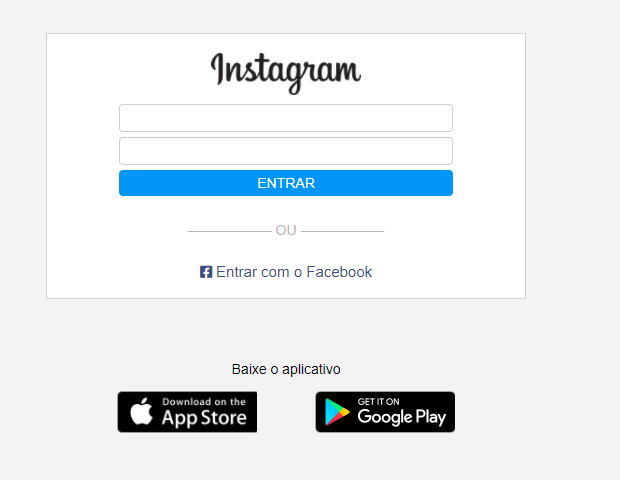 Instagram
ENTRAR
OU
Entrar com o Facebook
Baixe o aplicativo
Download on the
App Store
GET IT ON
Google Play